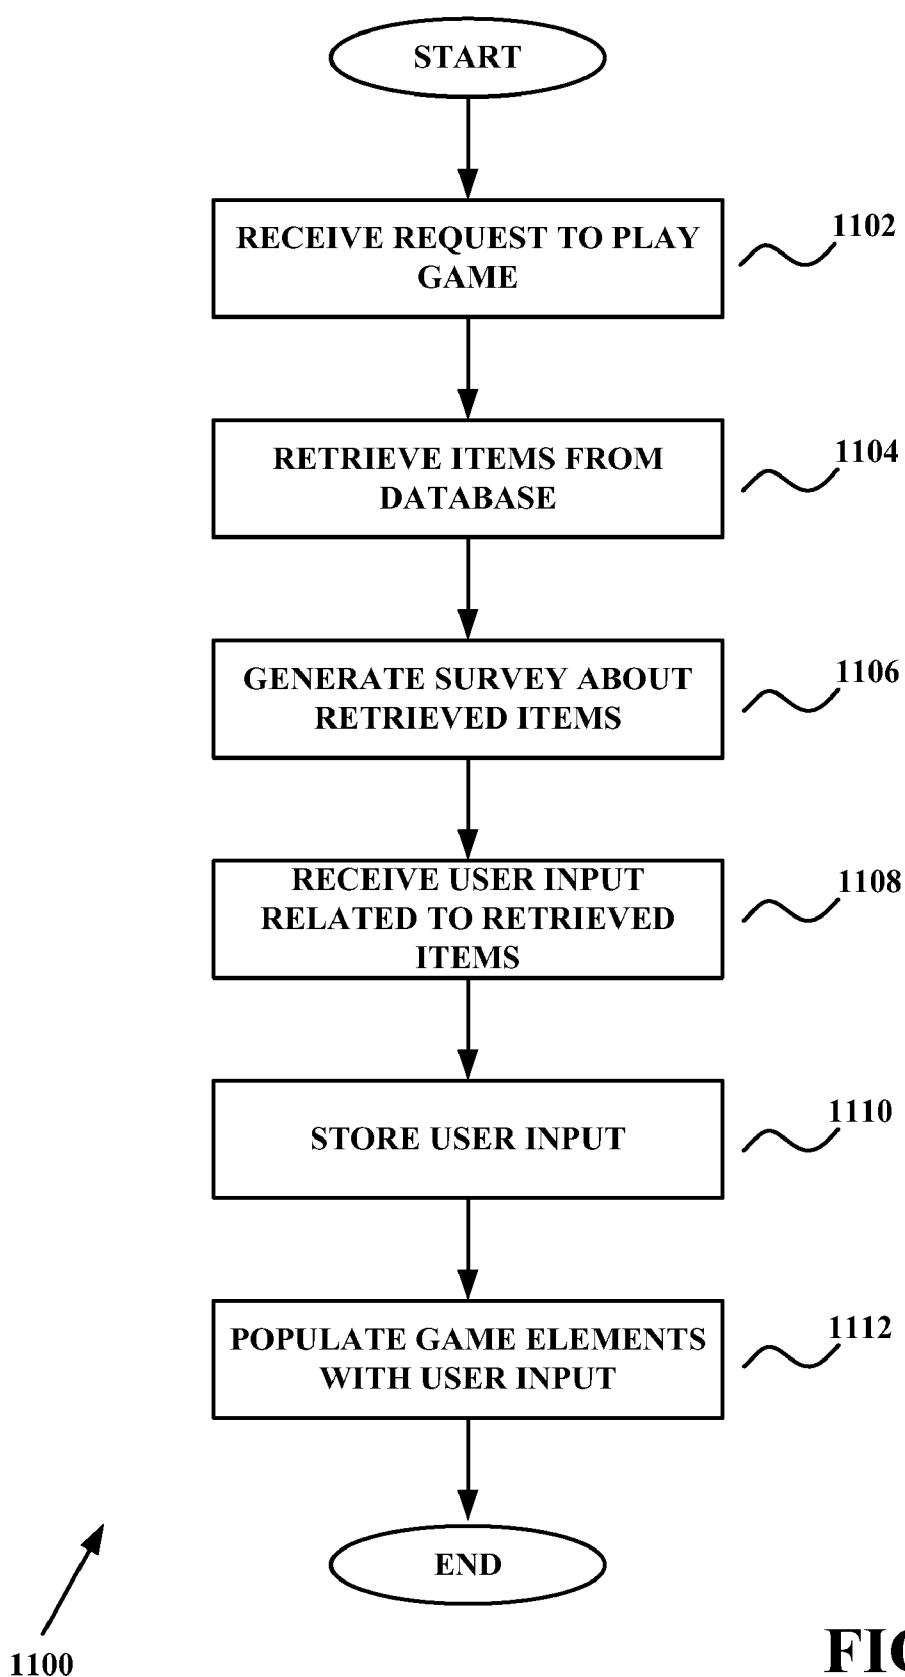 START
RECEIVE REQUEST TO PLAY
GAME
1102
RETRIEVE ITEMS FROM
DATABASE
1104
GENERATE SURVEY ABOUT
RETRIEVED ITEMS
1106
RECEIVE USER INPUT
RELATED TO RETRIEVED
ITEMS
1108
STORE USER INPUT
1110
POPULATE GAME ELEMENTS
WITH USER INPUT
1112
END
1100